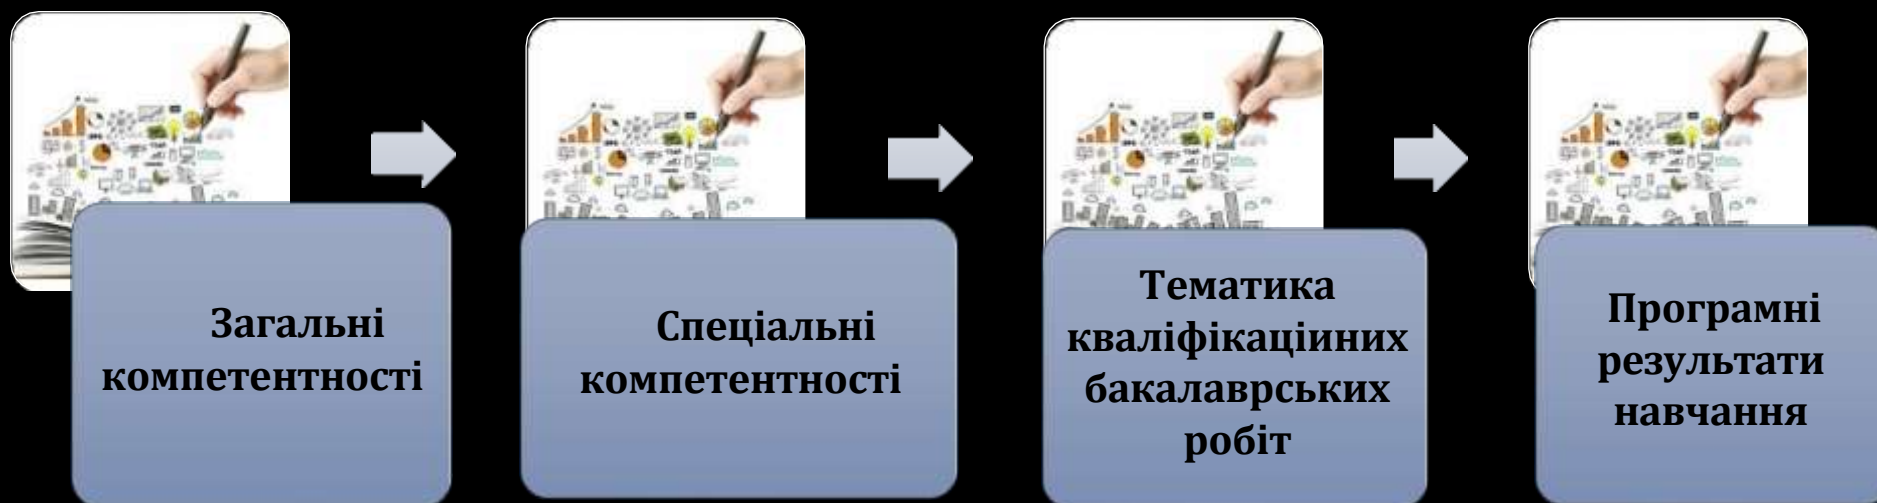 Загальні
компетентності
Спеціальні
компетентності
Тематика
кваліфікаціиних
бакалаврських
робіт
Програмні
результати
навчання